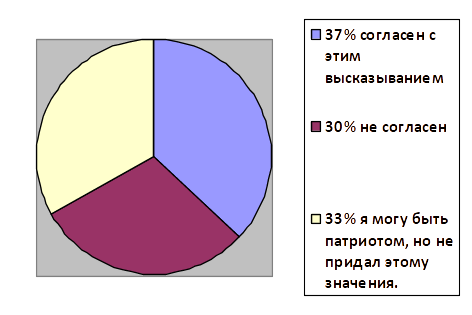 37% согласен с
этим
высказыванием
30% не согласен
33% я могу быть
патриотом, но не
придал этому
значения.